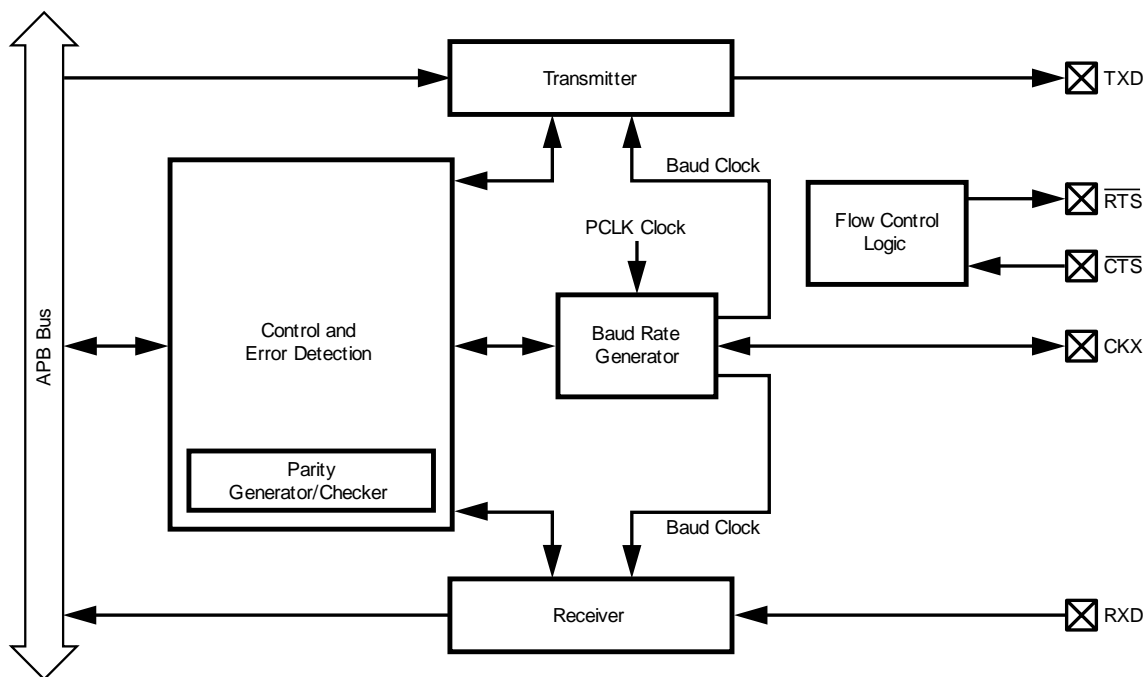 Transmitter
TXD
Baud Clock
RTS
Flow Control
Logic
PCLK Clock
CTS
APB Bus
Control and
Error Detection
Baud Rate
Generator
CKX
Parity
Generator/Checker
Baud Clock
Receiver
RXD